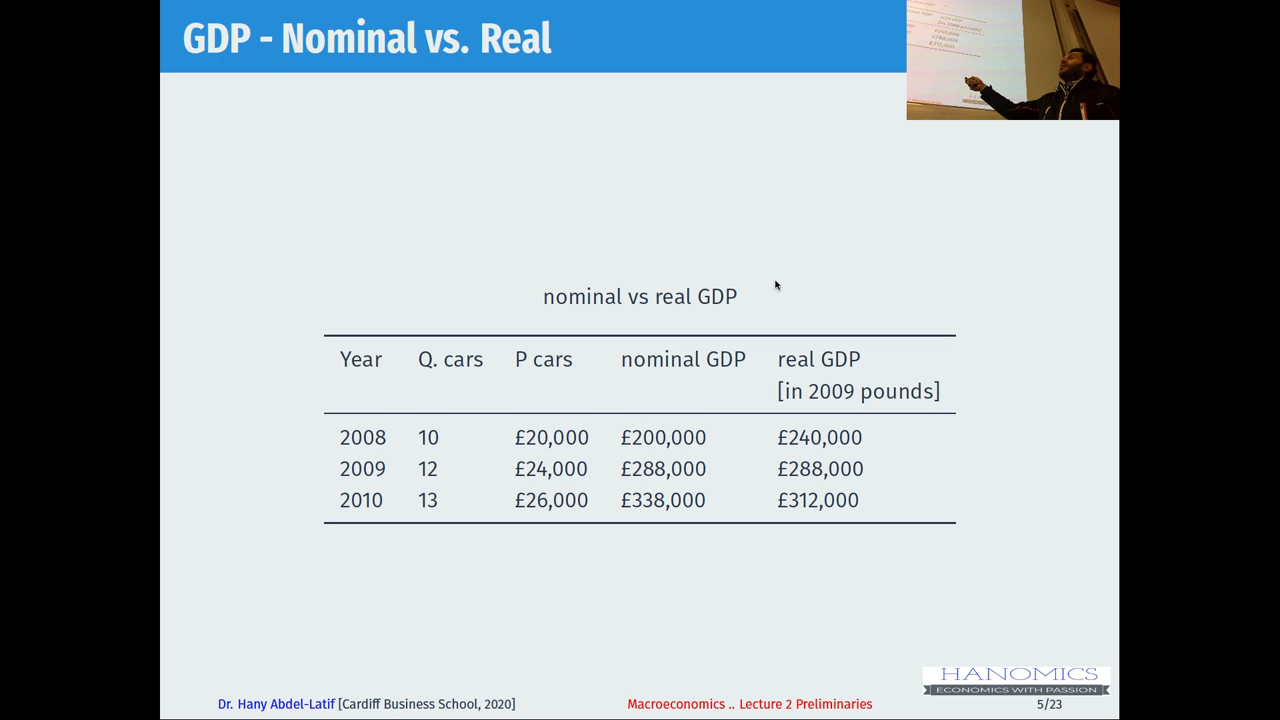 GDP - Nominal vs. Real
nominal vs real GDP
Year Q. cars P cars nominal GDP real GDP
[in 2009 pounds]
2008 10 £20,000 £200,000 £240,000
2009 12 £24,000 £288,000 £288,000
2010 13 £26,000 £338,000 £312,000
HANOMICS
ECONOMICS WITH PASSION
Dr. Hany Abdel-Latif [Cardiff Business School, 2020] Macroeconomics .. Lecture 2 Preliminaries 5/23